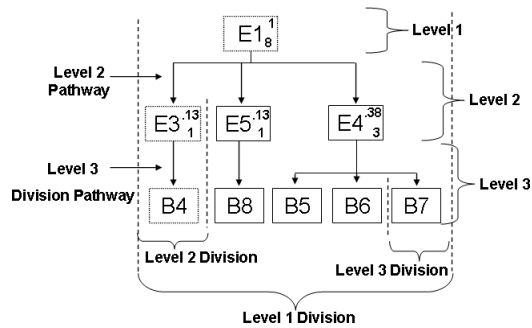 E1 1 8
Level 1
Level 2
Pathway
E3 .13 1
E5 .13 1
E4 .38 3
Level 2
Level 3
Division Pathway
B4
B8
B5
B6
B7
Level 3
Level 2 Division
Level 3 Division
Level 1 Division